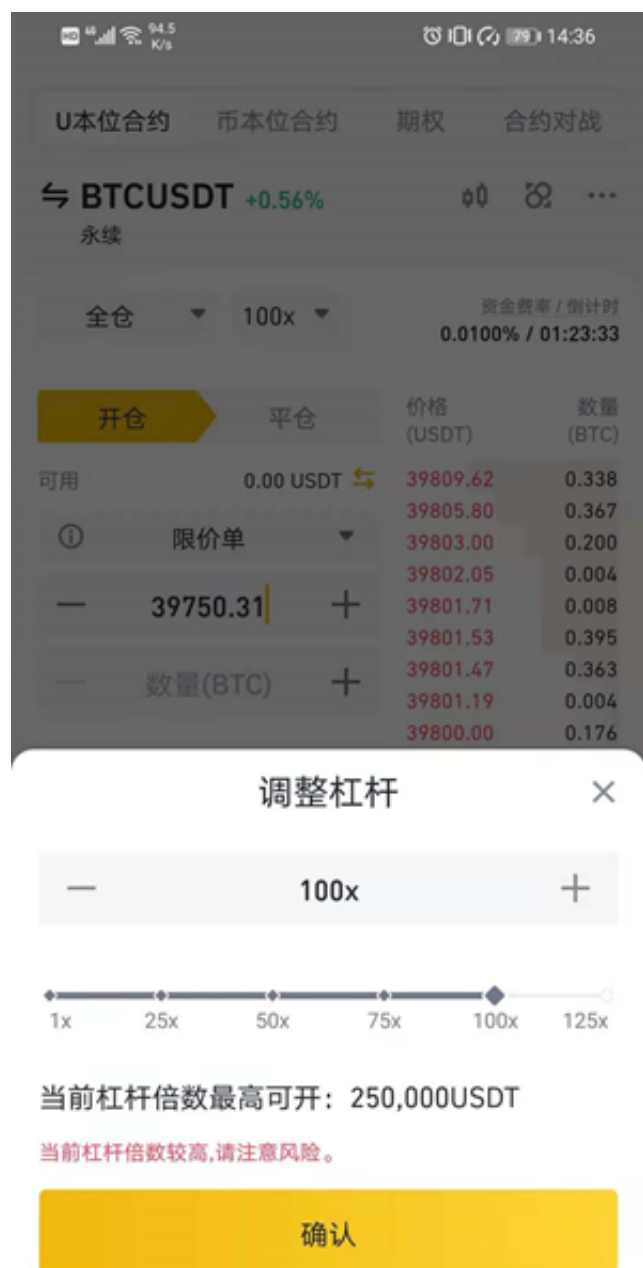 HD 46 94.5 K/s 79 14:36
U本位合约 币本位合约 期权 合约对战
BTCUSDT +0.56%
永续
全仓 100x 资金费率 / 倒计时
0.0100% / 01:23:33
开仓 平仓 价格 (USDT) 数量 (BTC)
可用 0.00 USDT 39809.62 0.338
39805.80 0.367
限价单 39803.00 0.200
39802.05 0.004
— 39750.31 + 39801.71 0.008
39801.53 0.395
— 数量(BTC) + 39801.47 0.363
39801.19 0.004
39800.00 0.176
调整杠杆 ×
— 100x +
1x 25x 50x 75x 100x 125x
当前杠杆倍数最高可开：250,000USDT
当前杠杆倍数较高,请注意风险。
确认